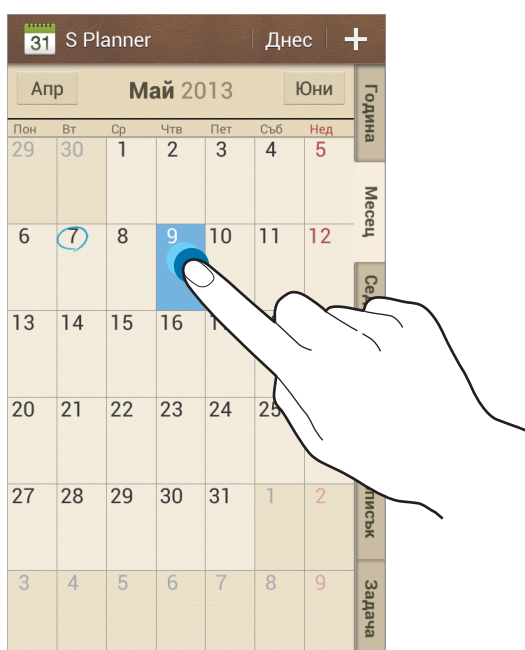 31 S Planner Днес +
Апр Май 2013 Юни
Пон Вт Ср Чтв Пет Съб Нед
29 30 1 2 3 4 5
6 7 8 9 10 11 12
13 14 15 16
20 21 22 23 24 25
27 28 29 30 31 1 2
3 4 5 6 7 8 9
Година
Месец
Задача